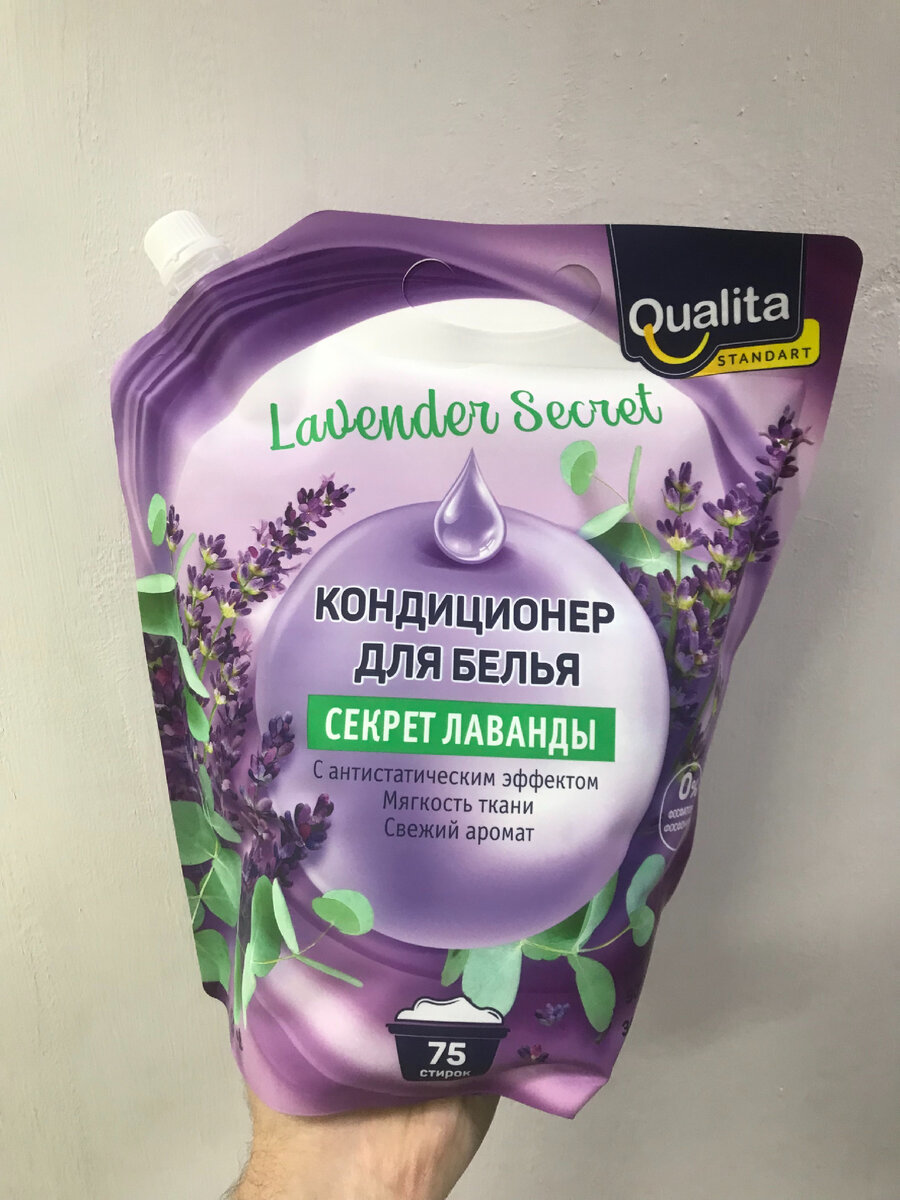 Qualita
STANDART
Lavender Secret
КОНДИЦИОНЕР
ДЛЯ БЕЛЬЯ
СЕКРЕТ ЛАВАНДЫ
С антистатическим эффектом
Мягкость ткани
Свежий аромат
0%
75
стирок